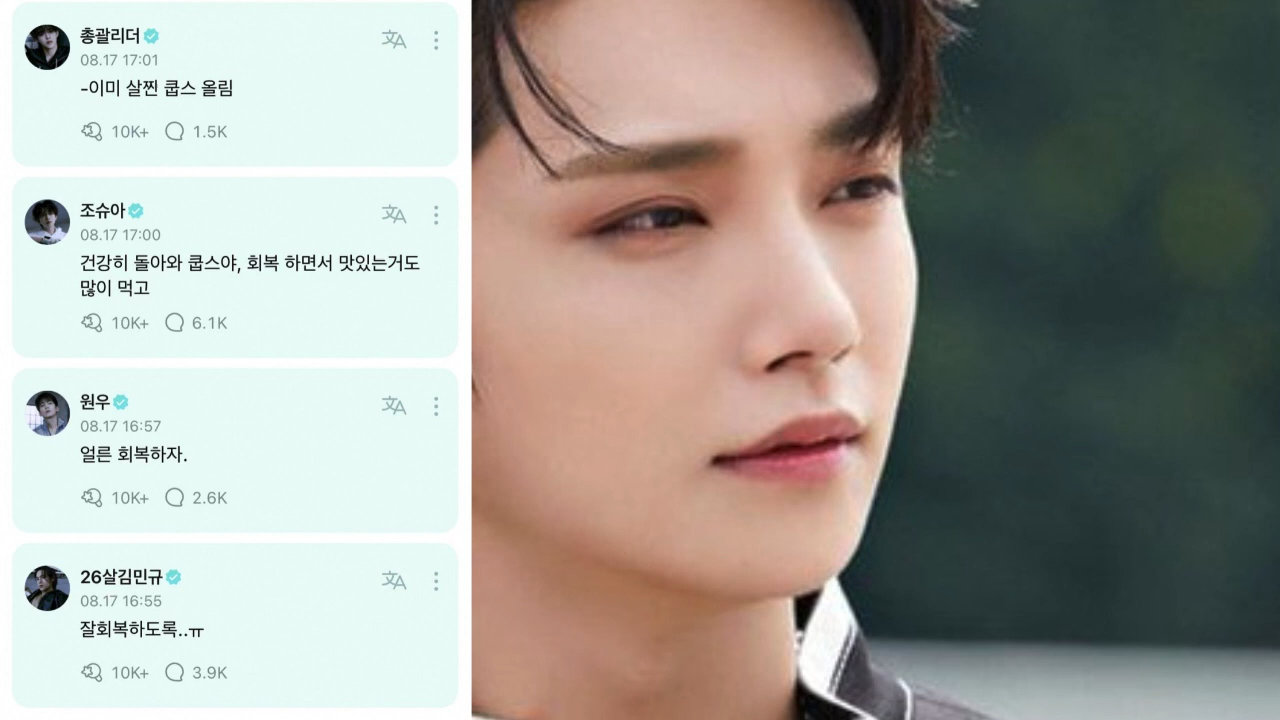 총괄리더
08.17 17:01
-이미 살찐 쿱스 올림
10K+ 1.5K
조슈아
08.17 17:00
건강히 돌아와 쿱스야, 회복 하면서 맛있는거도
많이 먹고
10K+ 6.1K
원우
08.17 16:57
얼른 회복하자.
10K+ 2.6K
26살김민규
08.17 16:55
잘회복하도록..ㅠ
10K+ 3.9K